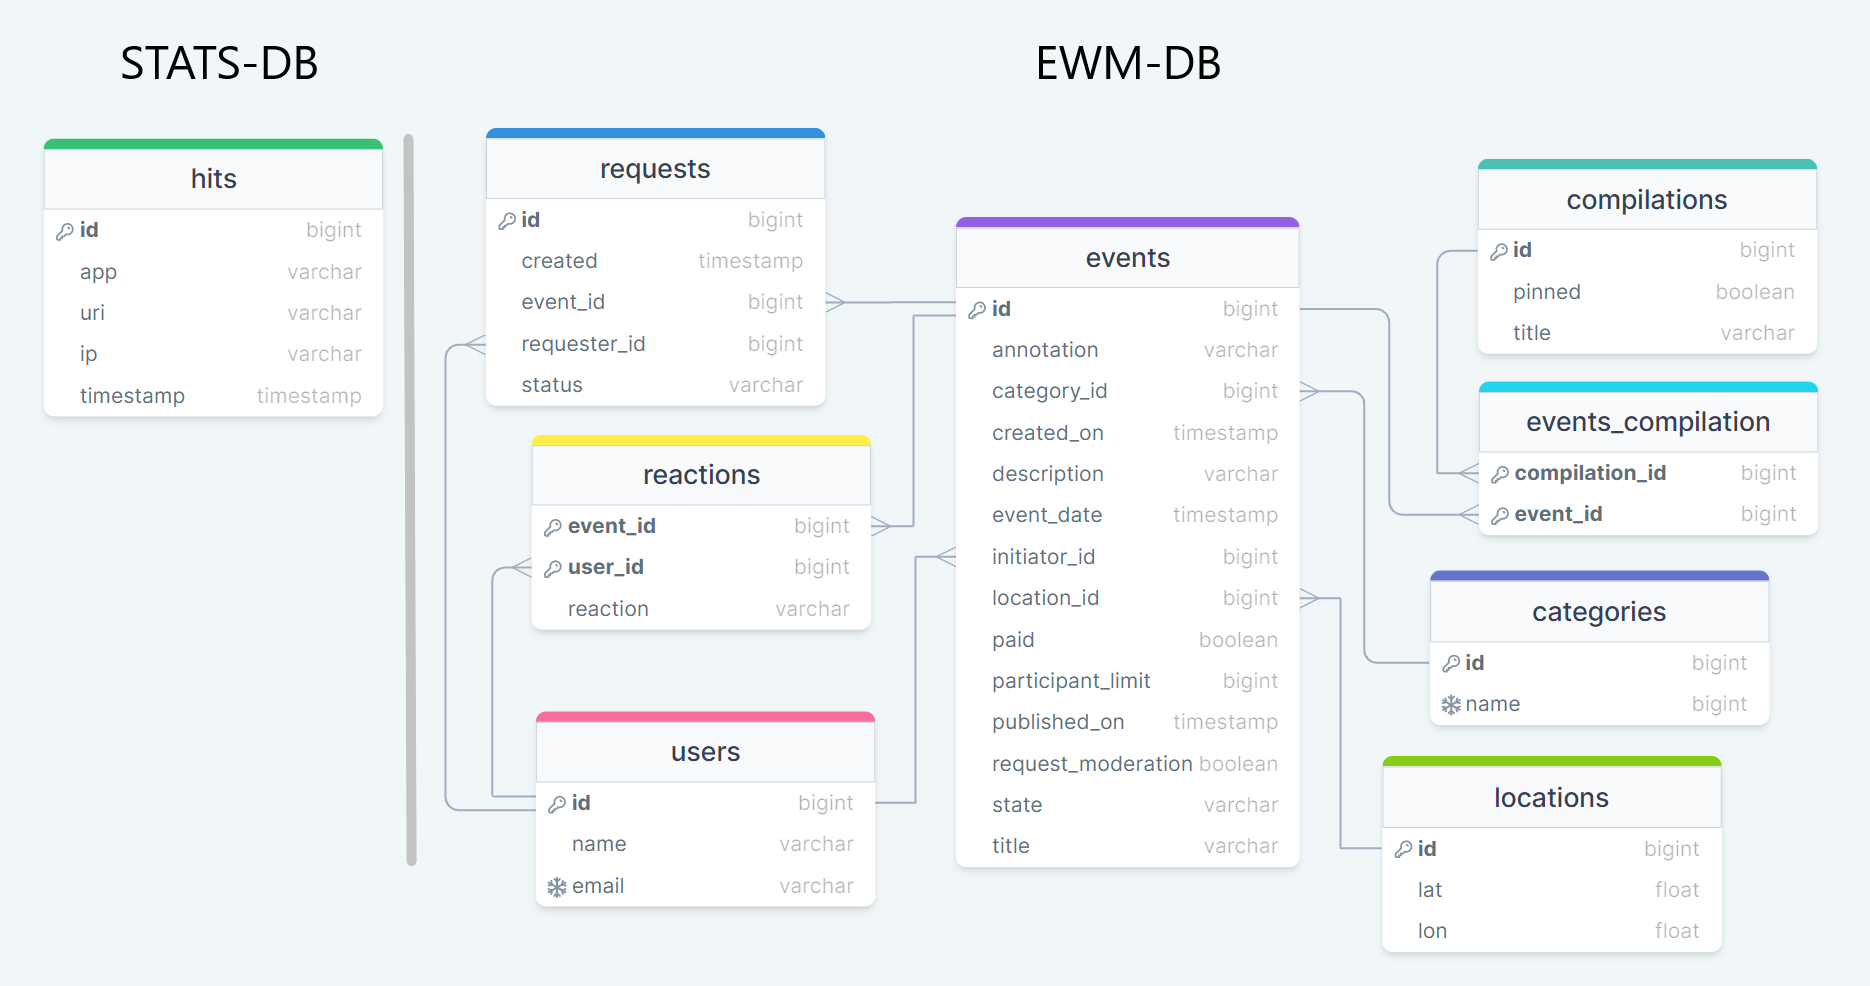 STATS-DB
EWM-DB
hits
id bigint
app varchar
uri varchar
ip varchar
timestamp timestamp
requests
id bigint
created timestamp
event_id bigint
requester_id bigint
status varchar
reactions
event_id bigint
user_id bigint
reaction varchar
users
id bigint
name varchar
email varchar
events
id bigint
annotation varchar
category_id bigint
created_on timestamp
description varchar
event_date timestamp
initiator_id bigint
location_id bigint
paid boolean
participant_limit bigint
published_on timestamp
request_moderation boolean
state varchar
title varchar
compilations
id bigint
pinned boolean
title varchar
events_compilation
compilation_id bigint
event_id bigint
categories
id bigint
name bigint
locations
id bigint
lat float
lon float